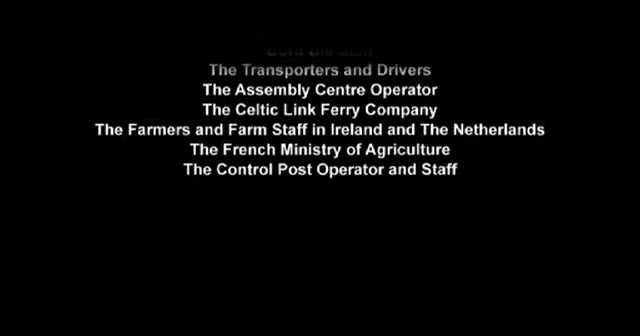 The Transporters and Drivers
The Assembly Centre Operator
The Celtic Link Ferry Company
The Farmers and Farm Staff in Ireland and The Netherlands
The French Ministry of Agriculture
The Control Post Operator and Staff